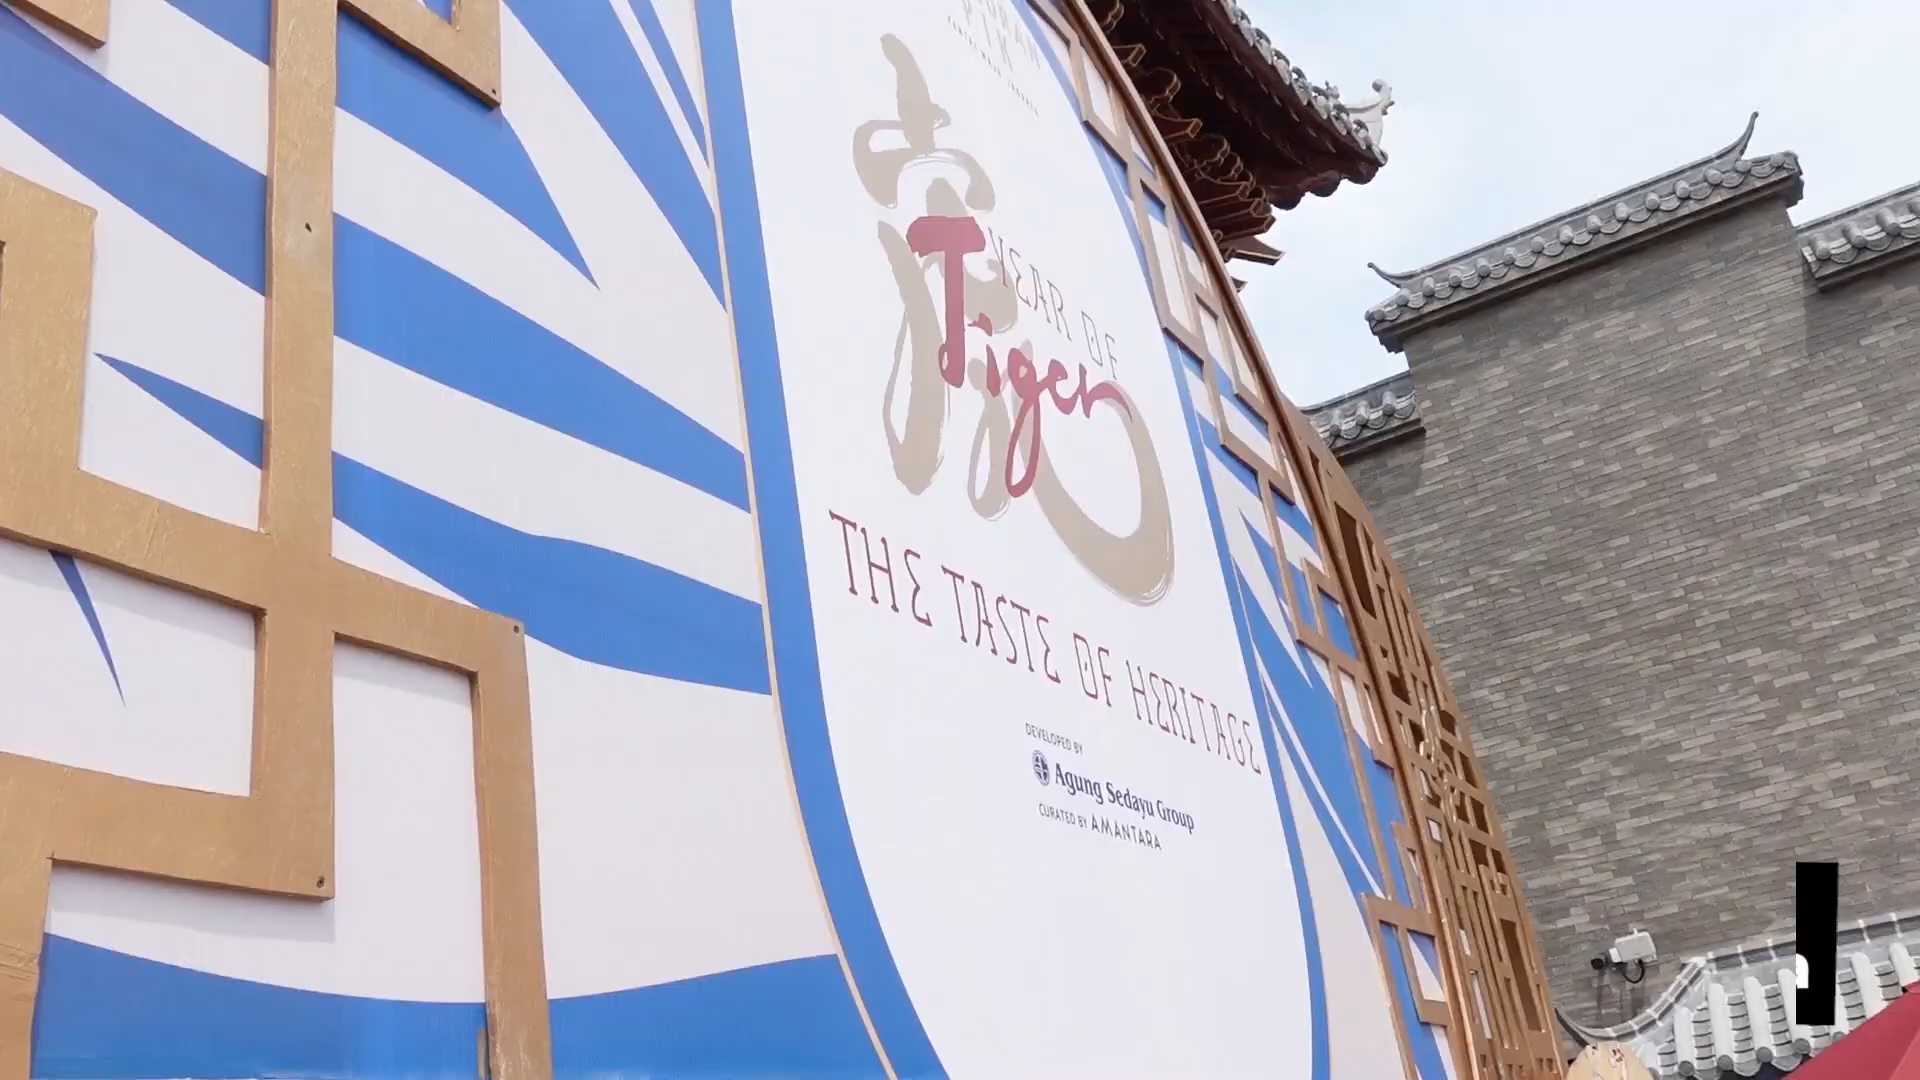 YEAR OF
Tiger
THE TASTE OF HERITAGE
DEVELOPED BY
Agung Sedayu Group
CURATED BY AMANTARA